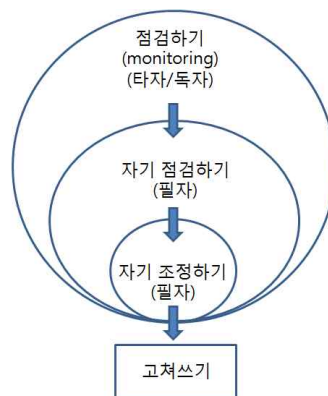 점검하기
(monitoring)
(타자/독자)
자기 점검하기
(필자)
자기 조정하기
(필자)
고쳐쓰기